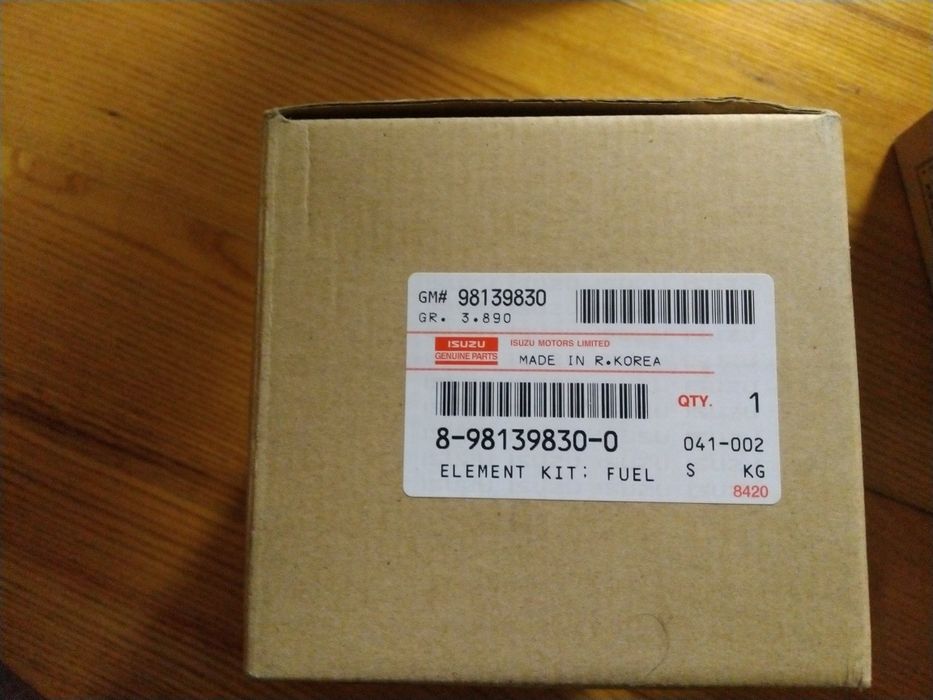 GM# 98139830
GR. 3.890
ISUZU
GENUINE PARTS
ISUZU MOTORS LIMITED
MADE IN R.KOREA
QTY. 1
8-98139830-0 041-002
ELEMENT KIT; FUEL S KG
8420